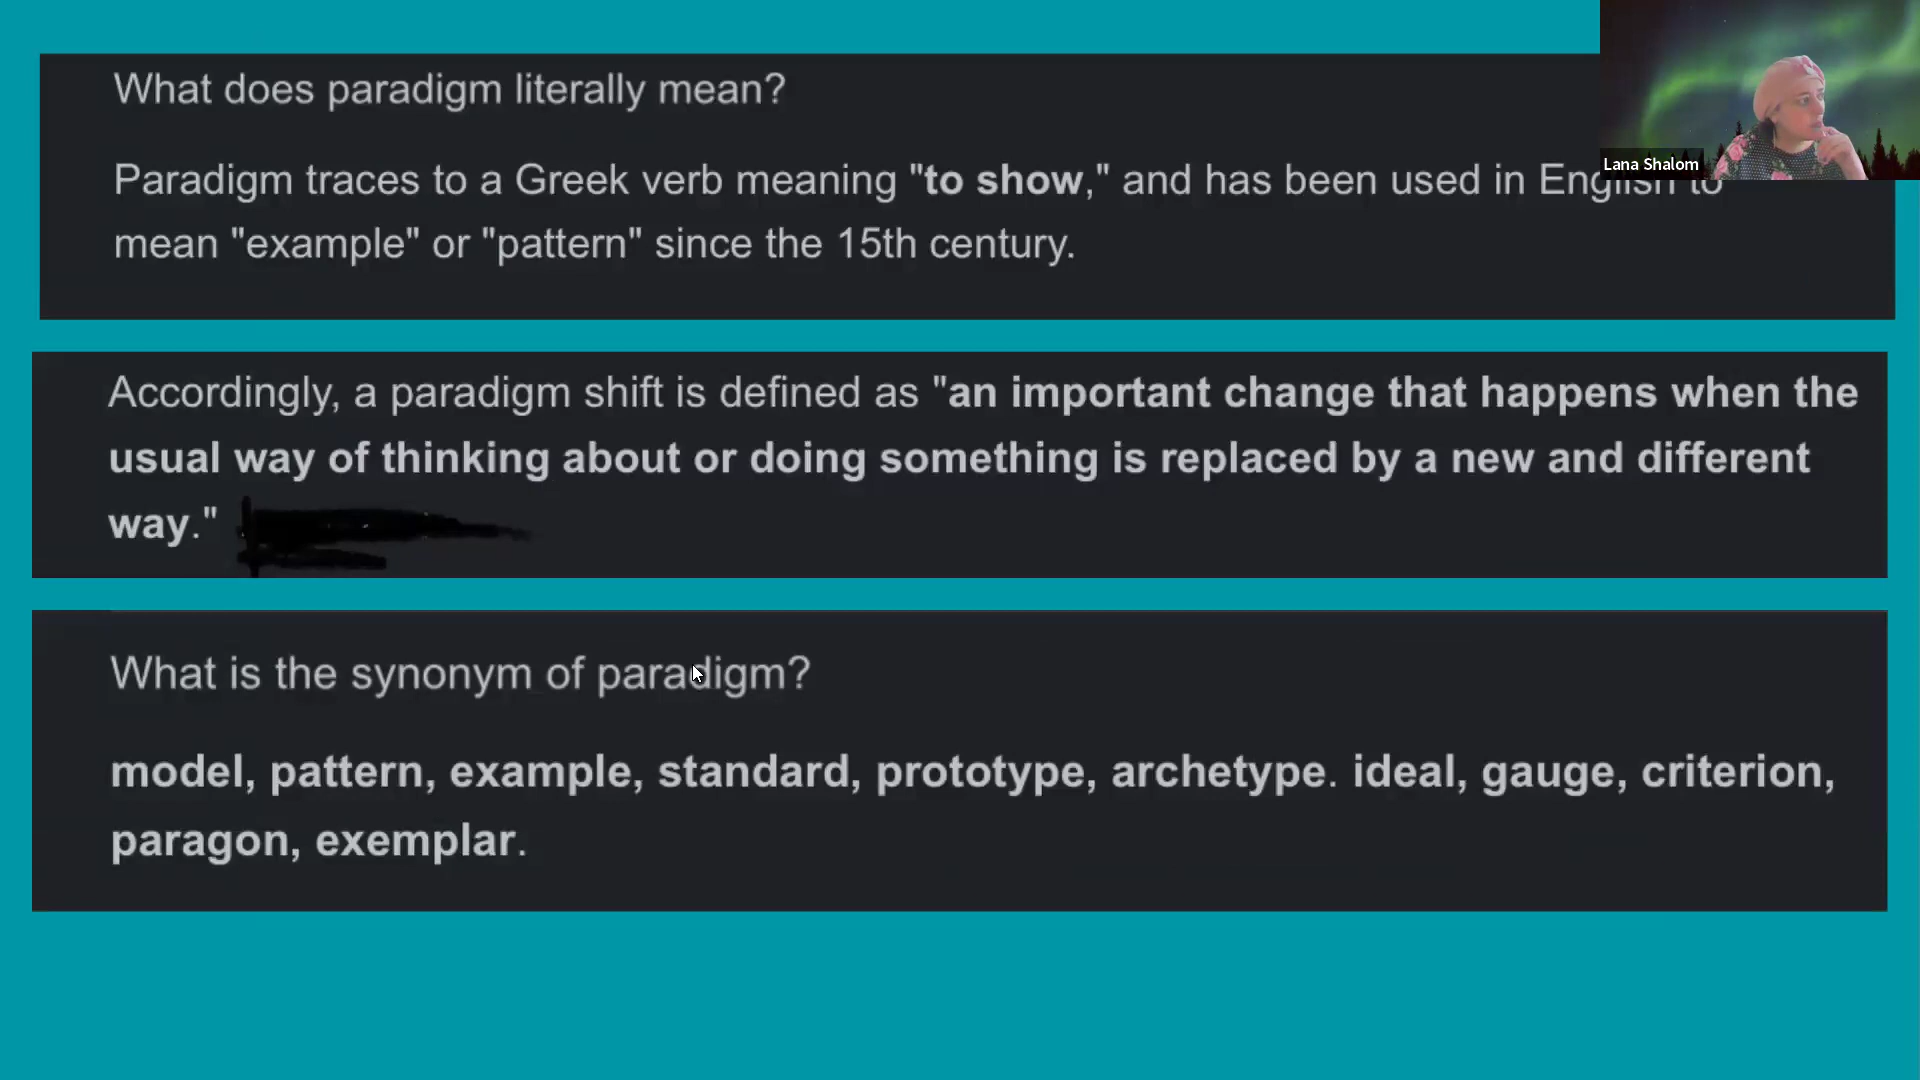 What does paradigm literally mean?
Lana Shalom
Paradigm traces to a Greek verb meaning "to show," and has been used in English to
mean "example" or "pattern" since the 15th century.
Accordingly, a paradigm shift is defined as "an important change that happens when the
usual way of thinking about or doing something is replaced by a new and different
way."
What is the synonym of paradigm?
model, pattern, example, standard, prototype, archetype. ideal, gauge, criterion,
paragon, exemplar.